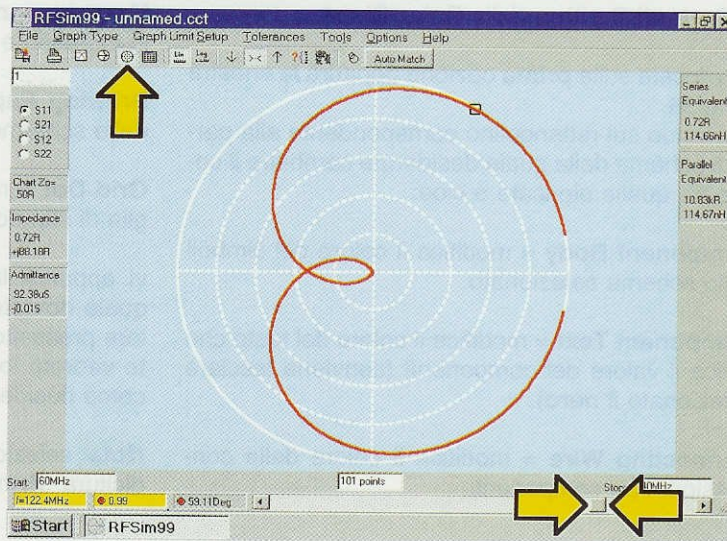 RFSim99 - unnamed.cct
File Graph Type Graph Limit Setup Tolerances Tools Options Help
Auto Match
1
S11
S21
S12
S22
Chart Zo=
50R
Impedance
0.72R
+j88.18R
Admittance
92.38uS
-j0.01S
Series
Equivalent
0.72R
114.66nH
Parallel
Equivalent
10.83kR
114.67nH
Start 60MHz
101 points
40MHz
f=122.4MHz
0.99
59.11Deg
Start
RFSim99